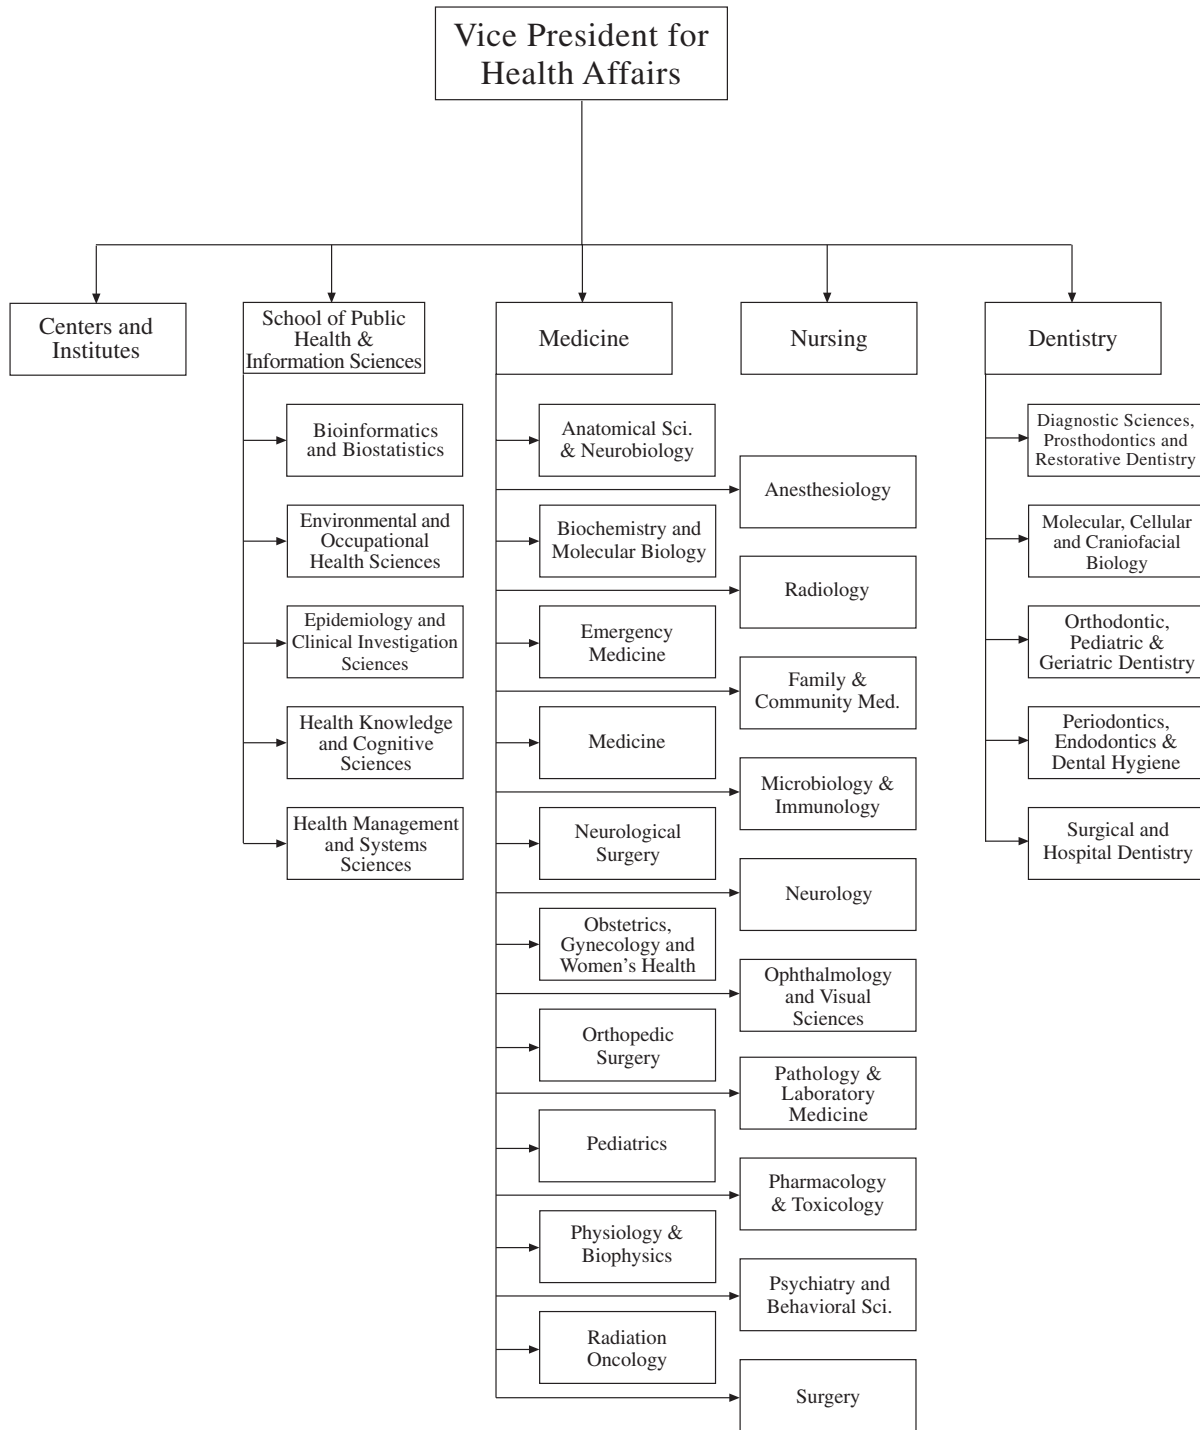 Vice President for
Health Affairs
Centers and
Institutes
School of Public
Health &
Information Sciences
Medicine
Nursing
Dentistry
Bioinformatics
and Biostatistics
Environmental and
Occupational
Health Sciences
Epidemiology and
Clinical Investigation
Sciences
Health Knowledge
and Cognitive
Sciences
Health Management
and Systems
Sciences
Anatomical Sci.
& Neurobiology
Anesthesiology
Biochemistry and
Molecular Biology
Radiology
Emergency
Medicine
Family &
Community Med.
Medicine
Microbiology &
Immunology
Neurological
Surgery
Neurology
Obstetrics,
Gynecology and
Women's Health
Ophthalmology
and Visual
Sciences
Orthopedic
Surgery
Pathology &
Laboratory
Medicine
Pediatrics
Pharmacology
& Toxicology
Physiology &
Biophysics
Psychiatry and
Behavioral Sci.
Radiation
Oncology
Surgery
Diagnostic Sciences,
Prosthodontics and
Restorative Dentistry
Molecular, Cellular
and Craniofacial
Biology
Orthodontic,
Pediatric &
Geriatric Dentistry
Periodontics,
Endodontics &
Dental Hygiene
Surgical and
Hospital Dentistry